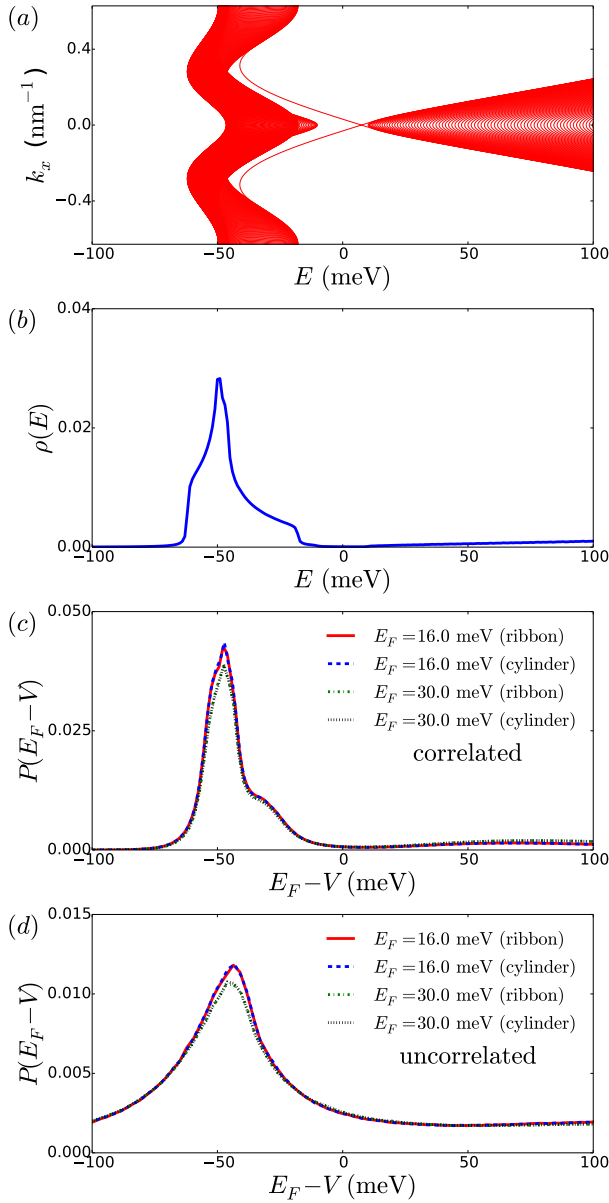 (a)
0.4
0.0
−0.4
k_x (nm⁻¹)
−100 −50 0 50 100
E (meV)
(b)
0.04
0.02
0.00
ρ(E)
−100 −50 0 50 100
E (meV)
(c)
0.050
0.025
0.000
P(E_F−V)
E_F=16.0 meV (ribbon)
E_F=16.0 meV (cylinder)
E_F=30.0 meV (ribbon)
E_F=30.0 meV (cylinder)
correlated
−100 −50 0 50 100
E_F−V (meV)
(d)
0.015
0.010
0.005
0.000
P(E_F−V)
E_F=16.0 meV (ribbon)
E_F=16.0 meV (cylinder)
E_F=30.0 meV (ribbon)
E_F=30.0 meV (cylinder)
uncorrelated
−100 −50 0 50 100
E_F−V (meV)